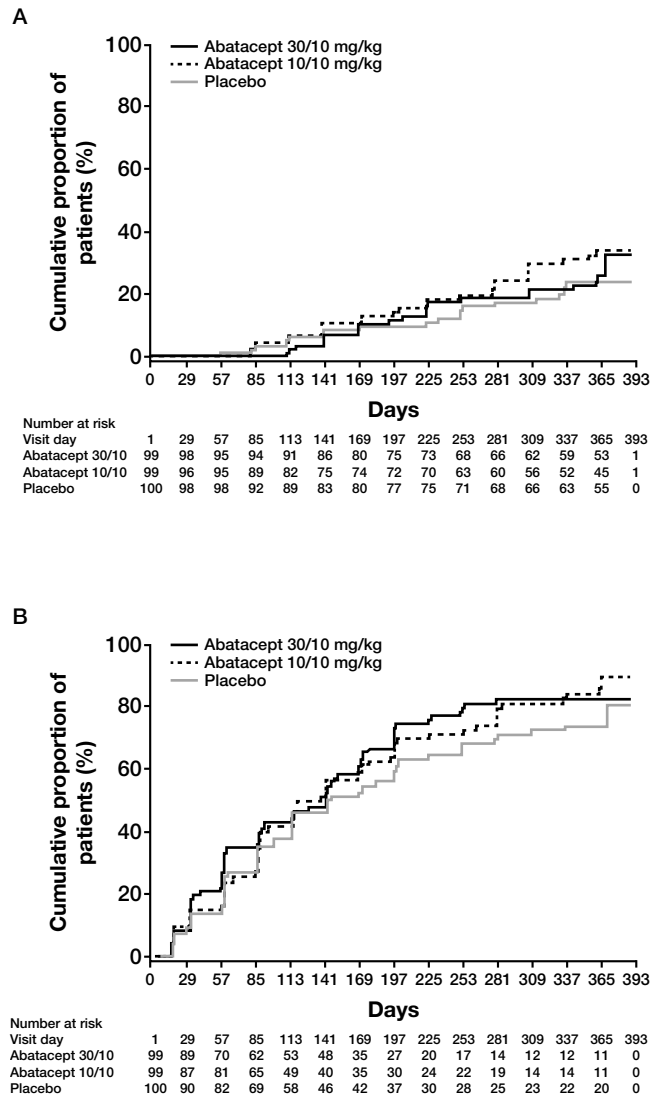 A
Cumulative proportion of
patients (%)
100
80
60
40
20
0
Abatacept 30/10 mg/kg
Abatacept 10/10 mg/kg
Placebo
0 29 57 85 113 141 169 197 225 253 281 309 337 365 393
Days
Number at risk
Visit day 1 29 57 85 113 141 169 197 225 253 281 309 337 365 393
Abatacept 30/10 99 98 95 94 91 86 80 75 73 68 66 62 59 53 1
Abatacept 10/10 99 96 95 89 82 75 74 72 70 63 60 56 52 45 1
Placebo 100 98 98 92 89 83 80 77 75 71 68 66 63 55 0
B
Cumulative proportion of
patients (%)
100
80
60
40
20
0
Abatacept 30/10 mg/kg
Abatacept 10/10 mg/kg
Placebo
0 29 57 85 113 141 169 197 225 253 281 309 337 365 393
Days
Number at risk
Visit day 1 29 57 85 113 141 169 197 225 253 281 309 337 365 393
Abatacept 30/10 99 89 70 62 53 48 35 27 20 17 14 12 12 11 0
Abatacept 10/10 99 87 81 65 49 40 35 30 24 22 19 14 14 11 0
Placebo 100 90 82 69 58 46 42 37 30 28 25 23 22 20 0